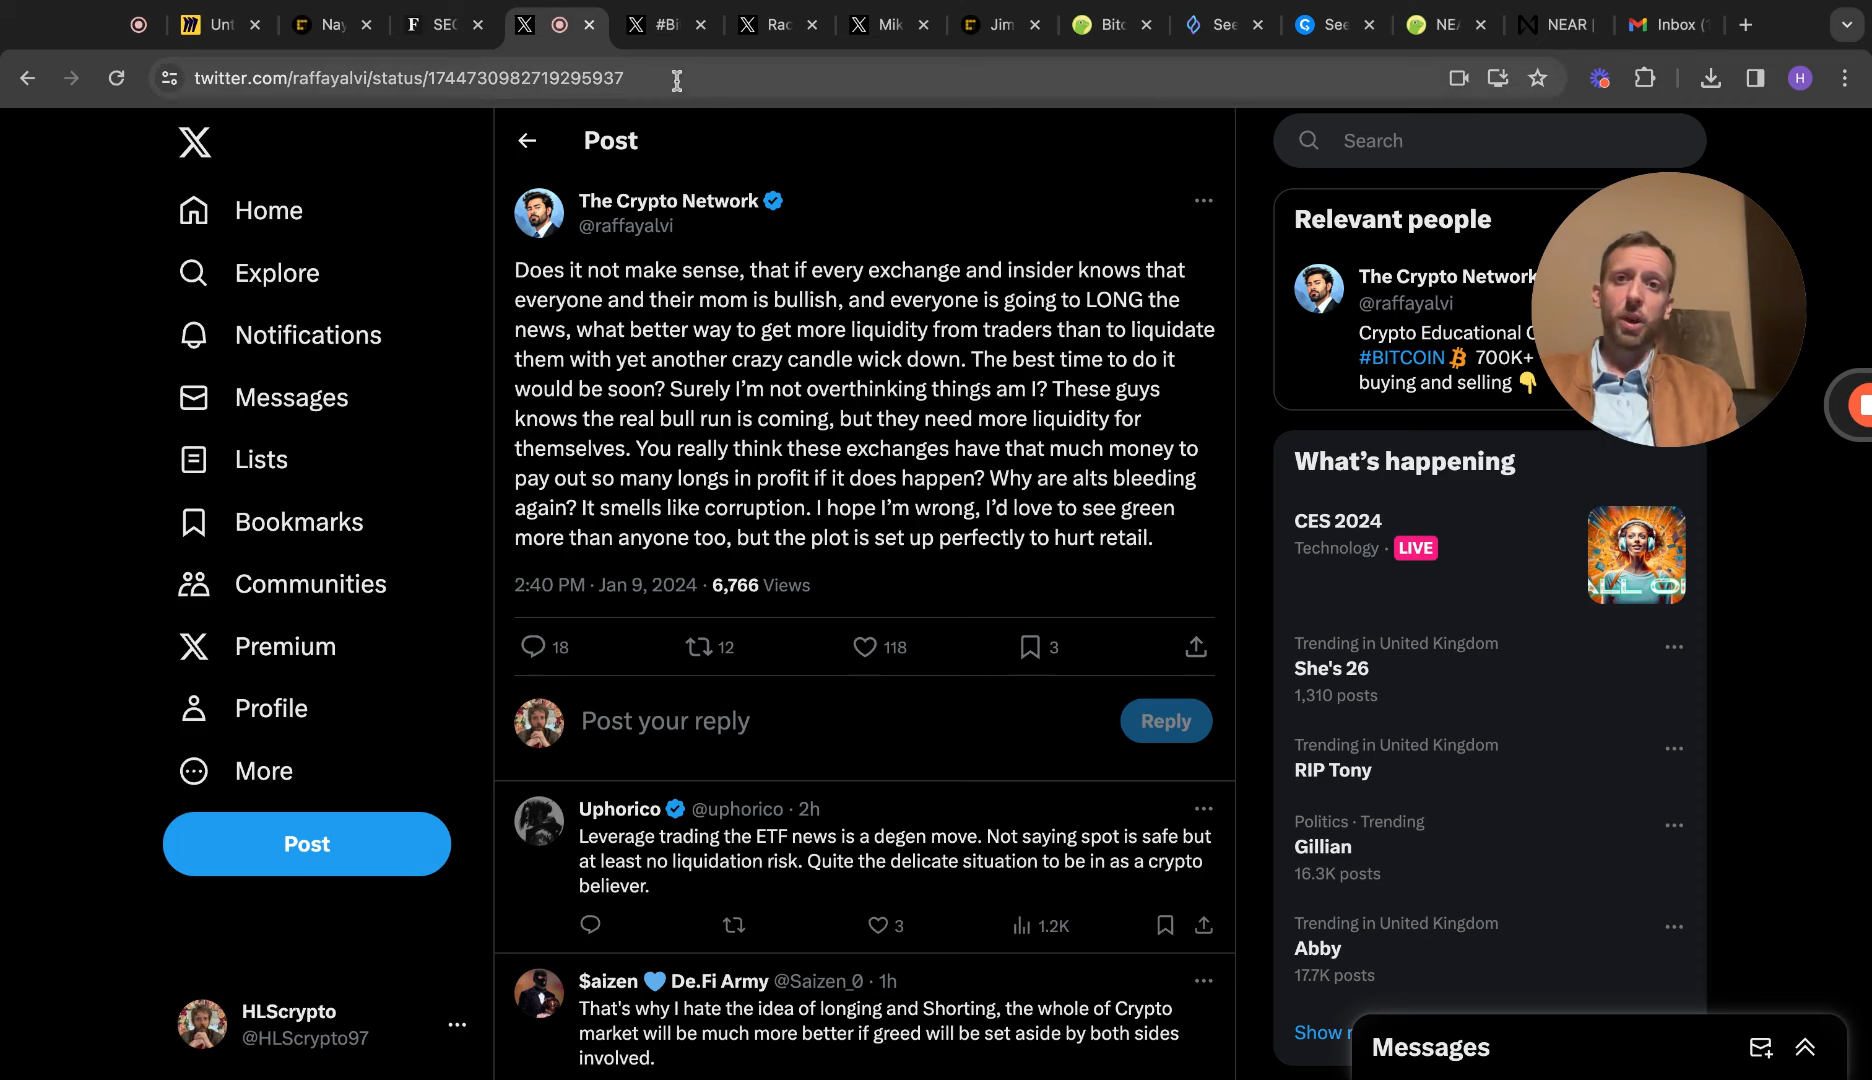 Unt
Nay
SEC
#Bi
Rac
Mik
Jim
Bitc
See
See
NEA
NEAR
Inbox (1
twitter.com/raffayalvi/status/1744730982719295937
H
Home
Explore
Notifications
Messages
Lists
Bookmarks
Communities
Premium
Profile
More
Post
HLScrypto
@HLScrypto97
Post
The Crypto Network
@raffayalvi
Does it not make sense, that if every exchange and insider knows that
everyone and their mom is bullish, and everyone is going to LONG the
news, what better way to get more liquidity from traders than to liquidate
them with yet another crazy candle wick down. The best time to do it
would be soon? Surely I’m not overthinking things am I? These guys
knows the real bull run is coming, but they need more liquidity for
themselves. You really think these exchanges have that much money to
pay out so many longs in profit if it does happen? Why are alts bleeding
again? It smells like corruption. I hope I’m wrong, I’d love to see green
more than anyone too, but the plot is set up perfectly to hurt retail.
2:40 PM · Jan 9, 2024 · 6,766 Views
18 12 118 3
Post your reply
Reply
Uphorico @uphorico · 2h
Leverage trading the ETF news is a degen move. Not saying spot is safe but
at least no liquidation risk. Quite the delicate situation to be in as a crypto
believer.
3 1.2K
$aizen 💙 De.Fi Army @Saizen_0 · 1h
That's why I hate the idea of longing and Shorting, the whole of Crypto
market will be much more better if greed will be set aside by both sides
involved.
Search
Relevant people
The Crypto Network
@raffayalvi
Crypto Educational
#BITCOIN 700K+
buying and selling 👇
What’s happening
CES 2024
Technology · LIVE
Trending in United Kingdom
She's 26
1,310 posts
Trending in United Kingdom
RIP Tony
Politics · Trending
Gillian
16.3K posts
Trending in United Kingdom
Abby
17.7K posts
Show
Messages